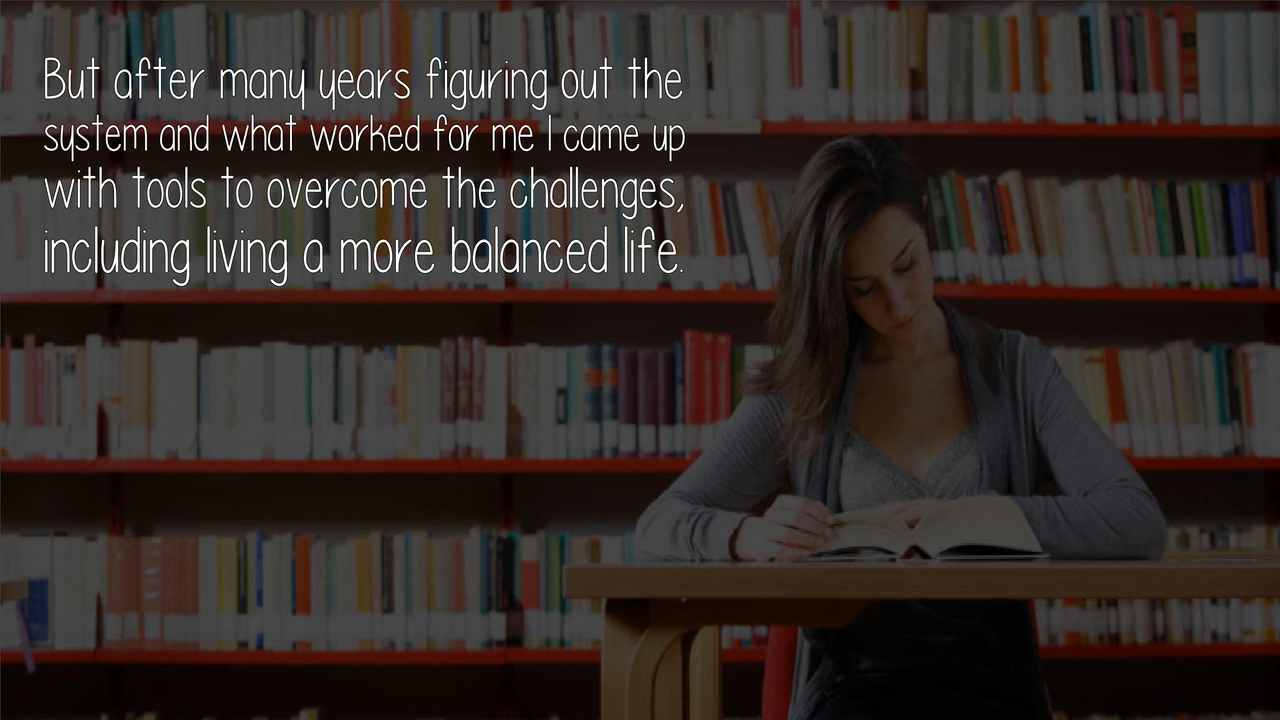 But after many years figuring out the
system and what worked for me I came up
with tools to overcome the challenges,
including living a more balanced life.